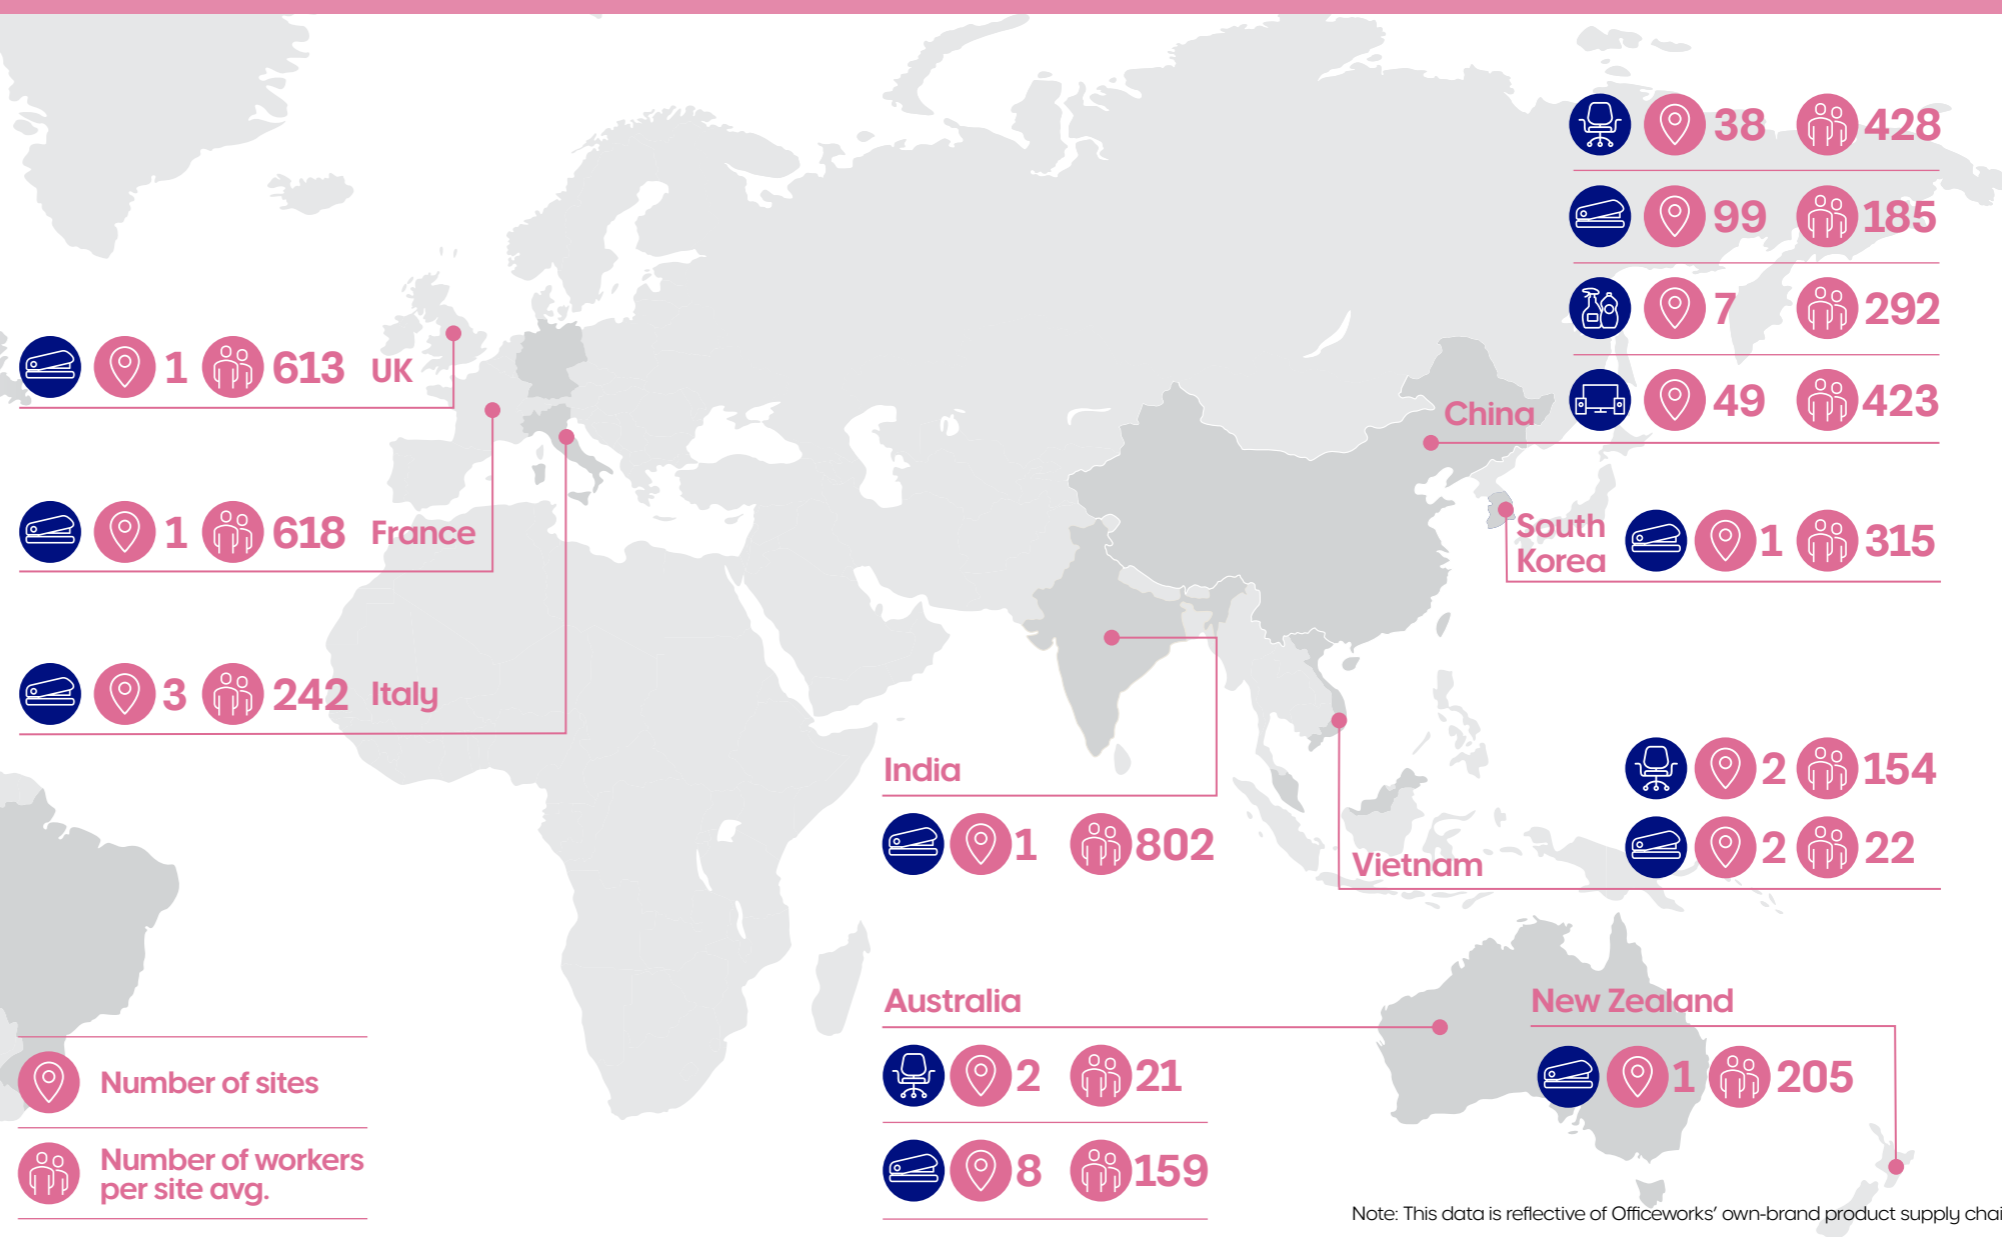 38 428
99 185
7 292
49 423
China
1 613 UK
1 618 France
3 242 Italy
South
Korea
1 315
India
1 802
2 154
2 22
Vietnam
Australia
2 21
8 159
New Zealand
1 205
Number of sites
Number of workers
per site avg.
Note: This data is reflective of Officeworks’ own-brand product supply chai